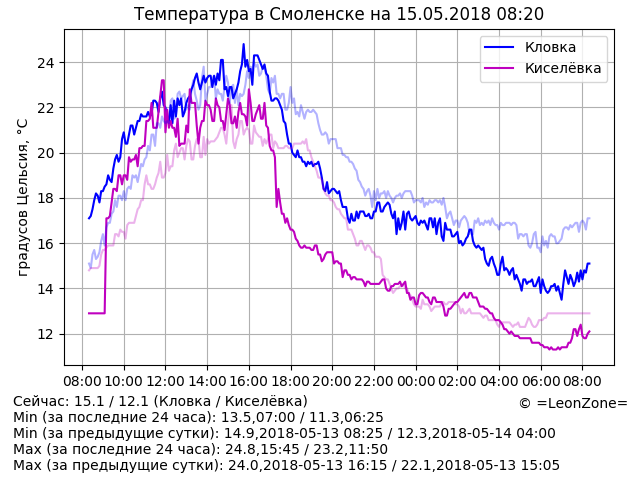 Температура в Смоленске на 15.05.2018 08:20
Кловка
Киселёвка
градусов Цельсия, °C
24
22
20
18
16
14
12
08:00 10:00 12:00 14:00 16:00 18:00 20:00 22:00 00:00 02:00 04:00 06:00 08:00
Сейчас: 15.1 / 12.1 (Кловка / Киселёвка)
© =LeonZone=
Min (за последние 24 часа): 13.5,07:00 / 11.3,06:25
Min (за предыдущие сутки): 14.9,2018-05-13 08:25 / 12.3,2018-05-14 04:00
Max (за последние 24 часа): 24.8,15:45 / 23.2,11:50
Max (за предыдущие сутки): 24.0,2018-05-13 16:15 / 22.1,2018-05-13 15:05